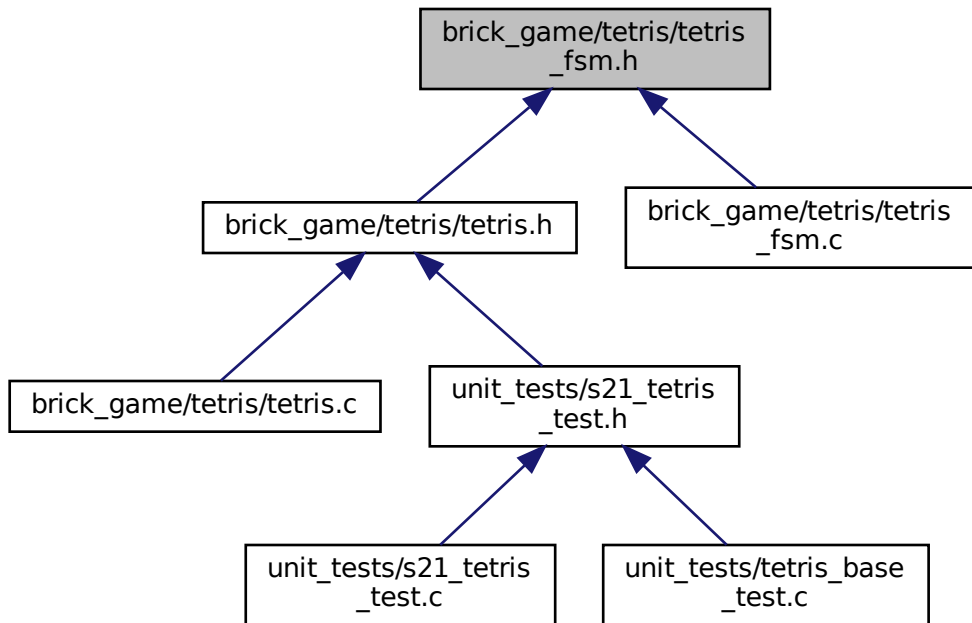 brick_game/tetris/tetris
_fsm.h
brick_game/tetris/tetris.h
brick_game/tetris/tetris
_fsm.c
brick_game/tetris/tetris.c
unit_tests/s21_tetris
_test.h
unit_tests/s21_tetris
_test.c
unit_tests/tetris_base
_test.c